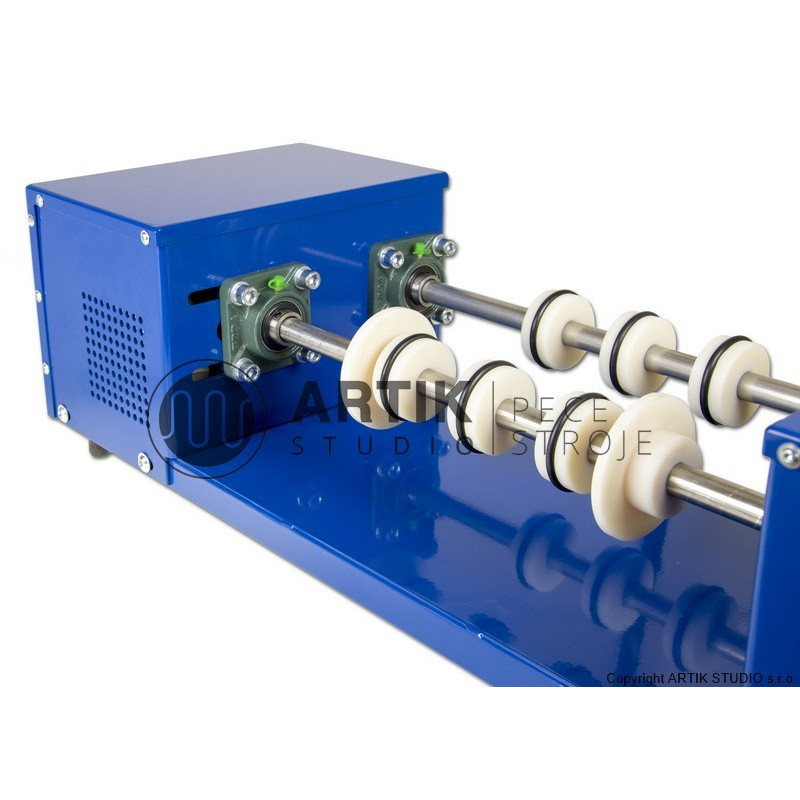 ARTIK PECE
STUDIO STROJE
Copyright ARTIK STUDIO s.r.o.